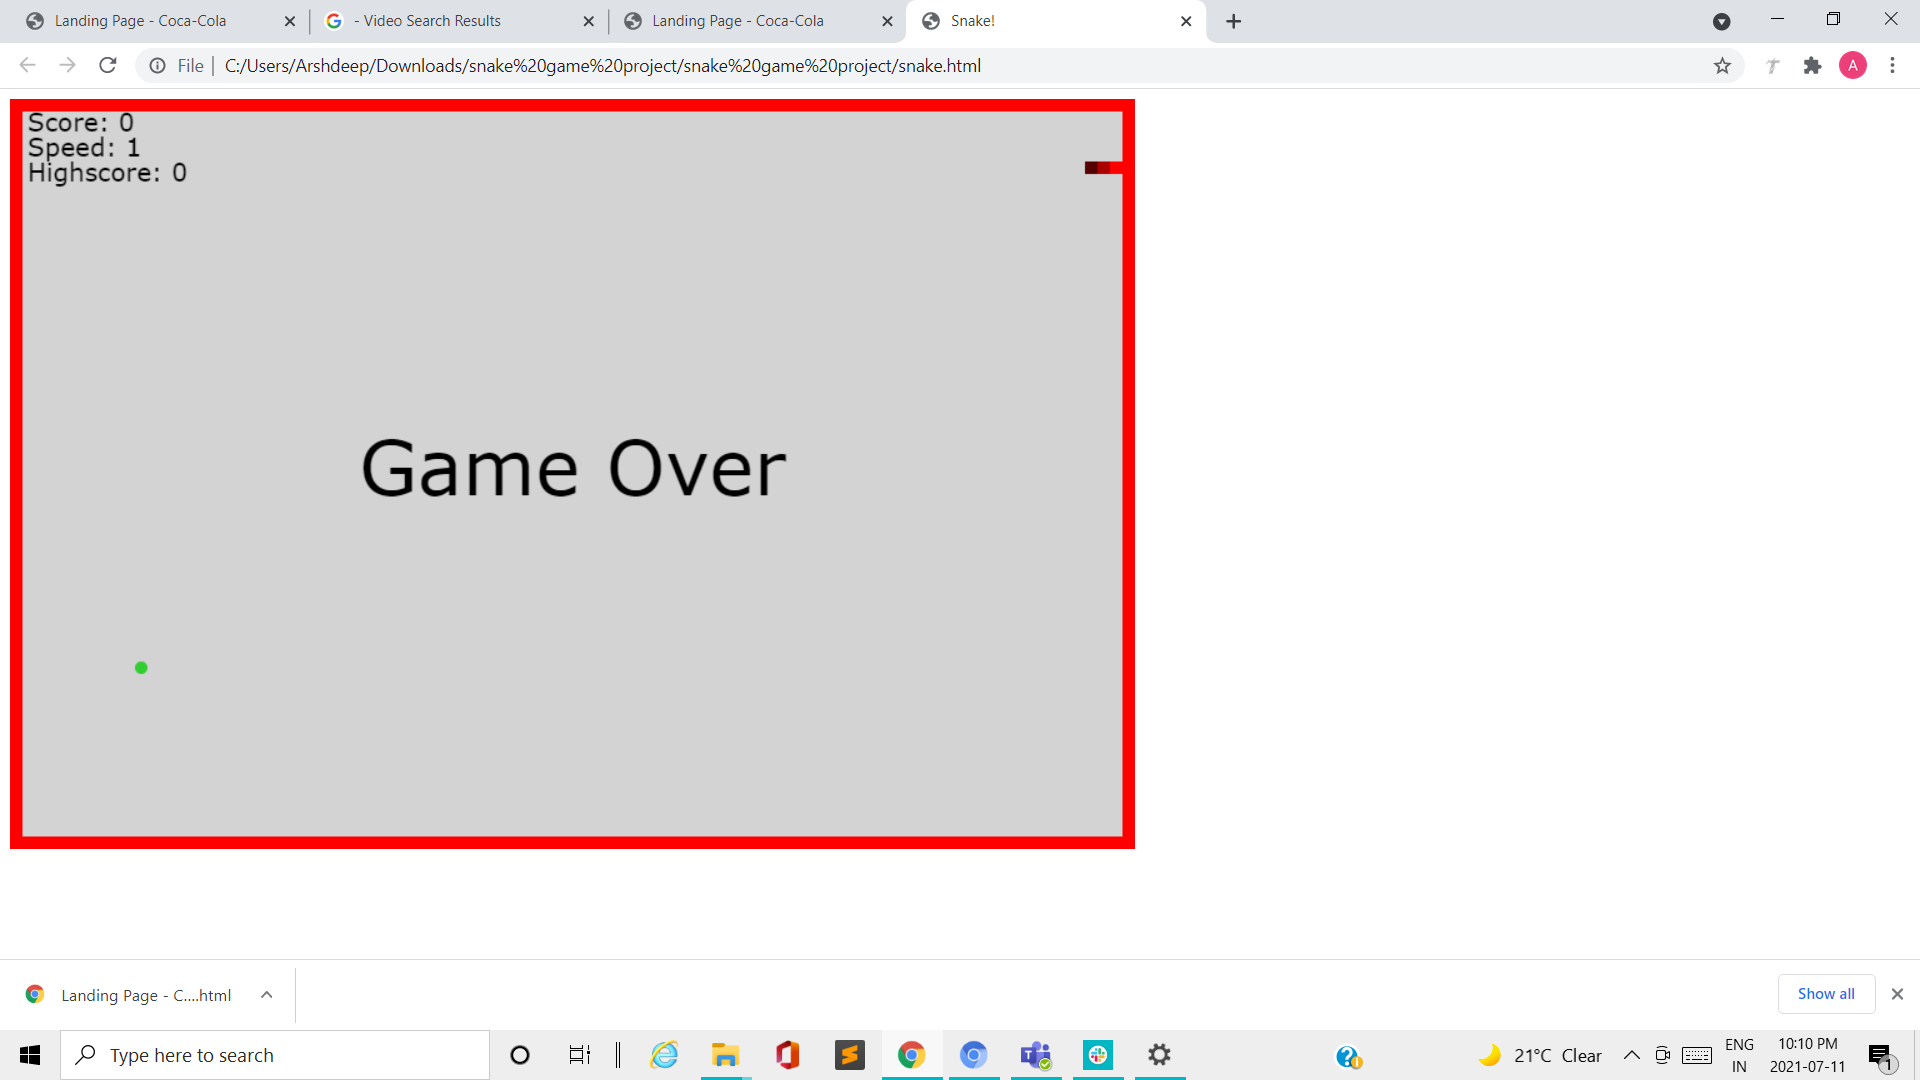 Landing Page - Coca-Cola
- Video Search Results
Landing Page - Coca-Cola
Snake!
File
C:/Users/Arshdeep/Downloads/snake%20game%20project/snake%20game%20project/snake.html
A
Score: 0
Speed: 1
Highscore: 0
Game Over
Landing Page - C....html
Show all
Type here to search
21°C Clear
ENG
IN
10:10 PM
2021-07-11
1